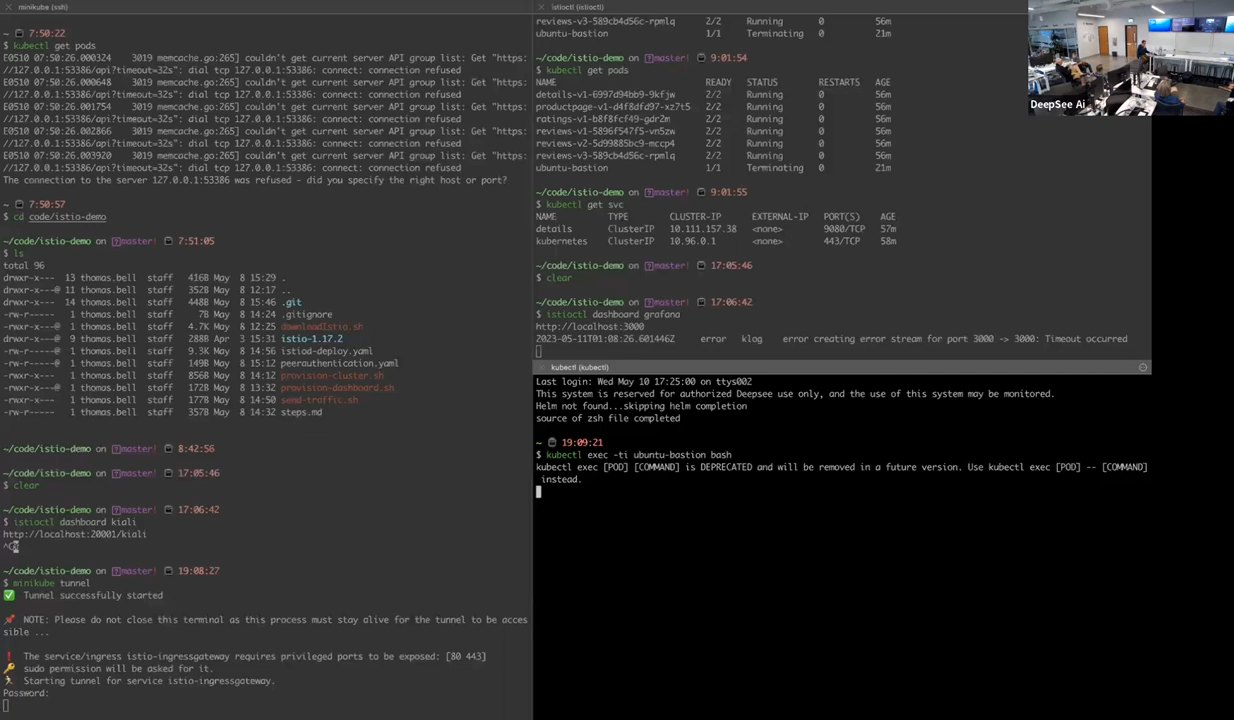 minikube (ssh)
~ 7:50:22
$ kubectl get pods
E0510 07:50:26.000324 3019 memcache.go:265] couldn't get current server API group list: Get "https:
//127.0.0.1:53386/api?timeout=32s": dial tcp 127.0.0.1:53386: connect: connection refused
E0510 07:50:26.000648 3019 memcache.go:265] couldn't get current server API group list: Get "https:
//127.0.0.1:53386/api?timeout=32s": dial tcp 127.0.0.1:53386: connect: connection refused
E0510 07:50:26.001754 3019 memcache.go:265] couldn't get current server API group list: Get "https:
//127.0.0.1:53386/api?timeout=32s": dial tcp 127.0.0.1:53386: connect: connection refused
E0510 07:50:26.002866 3019 memcache.go:265] couldn't get current server API group list: Get "https:
//127.0.0.1:53386/api?timeout=32s": dial tcp 127.0.0.1:53386: connect: connection refused
E0510 07:50:26.003920 3019 memcache.go:265] couldn't get current server API group list: Get "https:
//127.0.0.1:53386/api?timeout=32s": dial tcp 127.0.0.1:53386: connect: connection refused
The connection to the server 127.0.0.1:53386 was refused - did you specify the right host or port?
~ 7:50:57
$ cd code/istio-demo
~/code/istio-demo on master! 7:51:05
$ ls
total 96
drwxr-x--- 13 thomas.bell staff 416B May 8 15:29 .
drwxr-x---@ 11 thomas.bell staff 352B May 8 12:17 ..
drwxr-x--- 14 thomas.bell staff 448B May 8 15:46 .git
-rw-r----- 1 thomas.bell staff 7B May 8 14:24 .gitignore
-rw-r-----@ 1 thomas.bell staff 4.7K May 8 12:25 downloadIstio.sh
drwxr-x---@ 9 thomas.bell staff 288B Apr 3 15:31 istio-1.17.2
-rw-r-----@ 1 thomas.bell staff 9.3K May 8 14:56 istiod-deploy.yaml
-rw-r-----@ 1 thomas.bell staff 149B May 8 15:12 peerauthentication.yaml
-rwxr-x---@ 1 thomas.bell staff 856B May 8 14:12 provision-cluster.sh
-rwxr-x---@ 1 thomas.bell staff 172B May 8 13:32 provision-dashboard.sh
-rwxr-x---@ 1 thomas.bell staff 177B May 8 14:50 send-traffic.sh
-rw-r-----@ 1 thomas.bell staff 357B May 8 14:32 steps.md
~/code/istio-demo on master! 8:42:56
~/code/istio-demo on master! 17:05:46
$ clear
~/code/istio-demo on master! 17:06:42
$ istioctl dashboard kiali
http://localhost:20001/kiali
^C
~/code/istio-demo on master! 19:08:27
$ minikube tunnel
Tunnel successfully started
NOTE: Please do not close this terminal as this process must stay alive for the tunnel to be acces
sible ...
The service/ingress istio-ingressgateway requires privileged ports to be exposed: [80 443]
sudo permission will be asked for it.
Starting tunnel for service istio-ingressgateway.
Password:
istioctl (istioctl)
reviews-v3-589cb4d56c-rpmlq 2/2 Running 0 56m
ubuntu-bastion 1/1 Terminating 0 21m
~/code/istio-demo on master! 9:01:54
$ kubectl get pods
NAME READY STATUS RESTARTS AGE
details-v1-6997d94bb9-9kfjw 2/2 Running 0 56m
productpage-v1-d4f8dfd97-xz7t5 2/2 Running 0 56m
ratings-v1-b8f8fcf49-gdr2m 2/2 Running 0 56m
reviews-v1-5896f547f5-vn5zw 2/2 Running 0 56m
reviews-v2-5d99885bc9-mccp4 2/2 Running 0 56m
reviews-v3-589cb4d56c-rpmlq 2/2 Running 0 56m
ubuntu-bastion 1/1 Terminating 0 21m
~/code/istio-demo on master! 9:01:55
$ kubectl get svc
NAME TYPE CLUSTER-IP EXTERNAL-IP PORT(S) AGE
details ClusterIP 10.111.157.38 <none> 9080/TCP 57m
kubernetes ClusterIP 10.96.0.1 <none> 443/TCP 58m
~/code/istio-demo on master! 17:05:46
$ clear
~/code/istio-demo on master! 17:06:42
$ istioctl dashboard grafana
http://localhost:3000
2023-05-11T01:08:26.601446Z error klog error creating error stream for port 3000 -> 3000: Timeout occurred
kubectl (kubectl)
Last login: Wed May 10 17:25:00 on ttys002
This system is reserved for authorized Deepsee use only, and the use of this system may be monitored.
Helm not found...skipping helm completion
source of zsh file completed
~ 19:09:21
$ kubectl exec -ti ubuntu-bastion bash
kubectl exec [POD] [COMMAND] is DEPRECATED and will be removed in a future version. Use kubectl exec [POD] -- [COMMAND]
instead.
DeepSee Ai